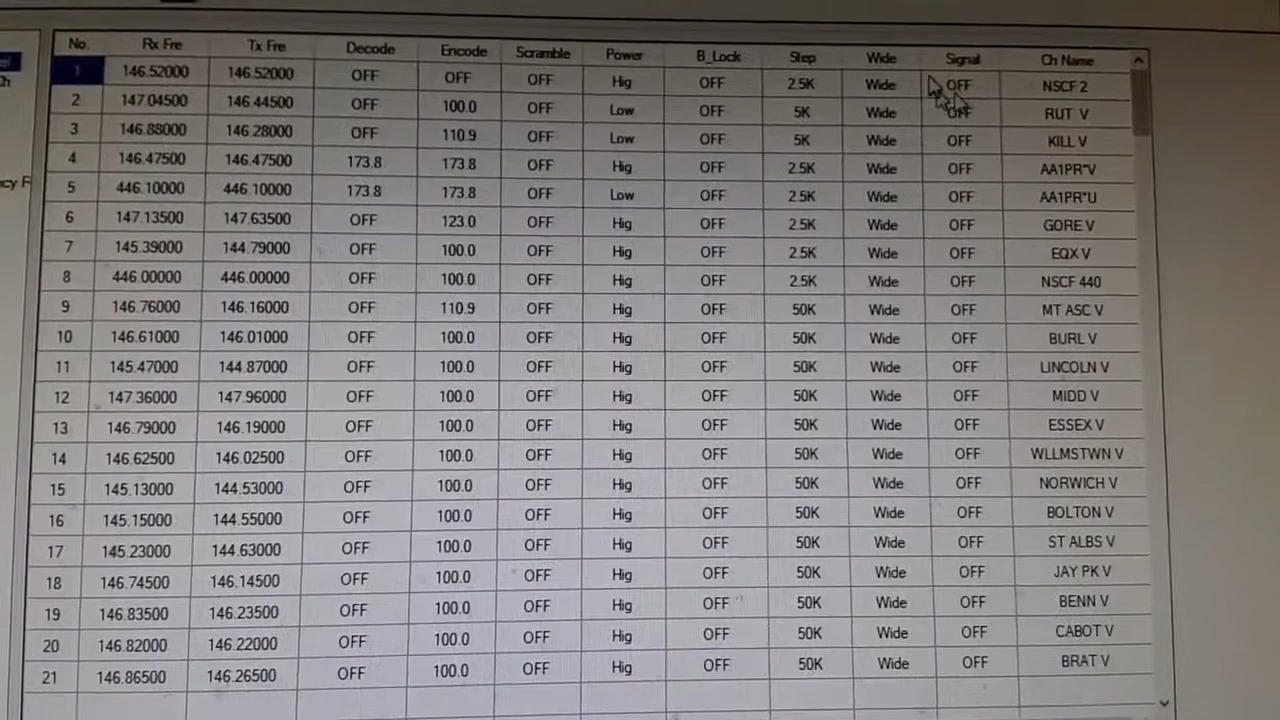 No. Rx Fre Tx Fre Decode Encode Scramble Power B_Lock Step Wide Signal Ch Name
1 146.52000 146.52000 OFF OFF OFF Hig OFF 2.5K Wide OFF NSCF 2
2 147.04500 146.44500 OFF 100.0 OFF Low OFF 5K Wide OFF RUT V
3 146.88000 146.28000 OFF 110.9 OFF Low OFF 5K Wide OFF KILL V
4 146.47500 146.47500 173.8 173.8 OFF Hig OFF 2.5K Wide OFF AA1PR*V
cy F
5 446.10000 446.10000 173.8 173.8 OFF Low OFF 2.5K Wide OFF AA1PR*U
6 147.13500 147.63500 OFF 123.0 OFF Hig OFF 2.5K Wide OFF GORE V
7 145.39000 144.79000 OFF 100.0 OFF Hig OFF 2.5K Wide OFF EQX V
8 446.00000 446.00000 OFF 100.0 OFF Hig OFF 2.5K Wide OFF NSCF 440
9 146.76000 146.16000 OFF 110.9 OFF Hig OFF 50K Wide OFF MT ASC V
10 146.61000 146.01000 OFF 100.0 OFF Hig OFF 50K Wide OFF BURL V
11 145.47000 144.87000 OFF 100.0 OFF Hig OFF 50K Wide OFF LINCOLN V
12 147.36000 147.96000 OFF 100.0 OFF Hig OFF 50K Wide OFF MIDD V
13 146.79000 146.19000 OFF 100.0 OFF Hig OFF 50K Wide OFF ESSEX V
14 146.62500 146.02500 OFF 100.0 OFF Hig OFF 50K Wide OFF WLLMSTWN V
15 145.13000 144.53000 OFF 100.0 OFF Hig OFF 50K Wide OFF NORWICH V
16 145.15000 144.55000 OFF 100.0 OFF Hig OFF 50K Wide OFF BOLTON V
17 145.23000 144.63000 OFF 100.0 OFF Hig OFF 50K Wide OFF ST ALBS V
18 146.74500 146.14500 OFF 100.0 OFF Hig OFF 50K Wide OFF JAY PK V
19 146.83500 146.23500 OFF 100.0 OFF Hig OFF 50K Wide OFF BENN V
20 146.82000 146.22000 OFF 100.0 OFF Hig OFF 50K Wide OFF CABOT V
21 146.86500 146.26500 OFF 100.0 OFF Hig OFF 50K Wide OFF BRAT V